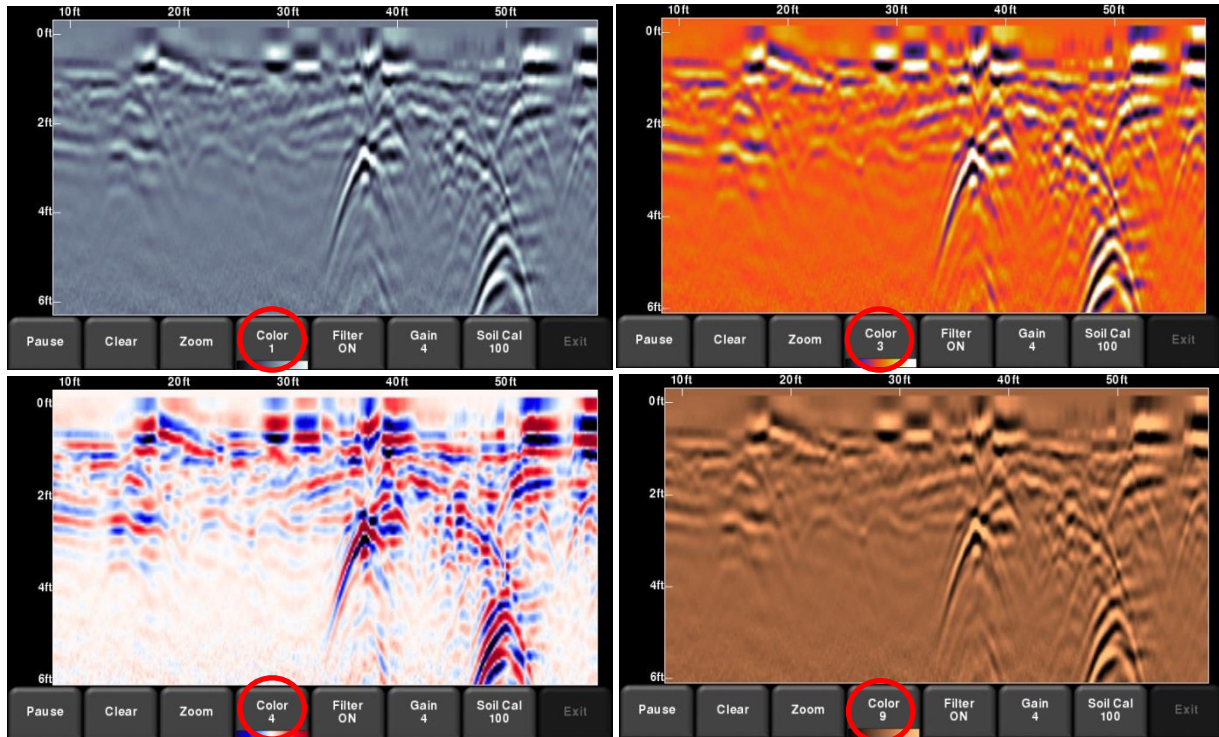 10ft 20ft 30ft 40ft 50ft
0ft
2ft
4ft
6ft
Pause Clear Zoom Color 1 Filter ON Gain 4 Soil Cal 100 Exit
10ft 20ft 30ft 40ft 50ft
0ft
2ft
4ft
6ft
Pause Clear Zoom Color 3 Filter ON Gain 4 Soil Cal 100 Exit
10ft 20ft 30ft 40ft 50ft
0ft
2ft
4ft
6ft
Pause Clear Zoom Color 4 Filter ON Gain 4 Soil Cal 100 Exit
10ft 20ft 30ft 40ft 50ft
0ft
2ft
4ft
6ft
Pause Clear Zoom Color 9 Filter ON Gain 4 Soil Cal 100 Exit